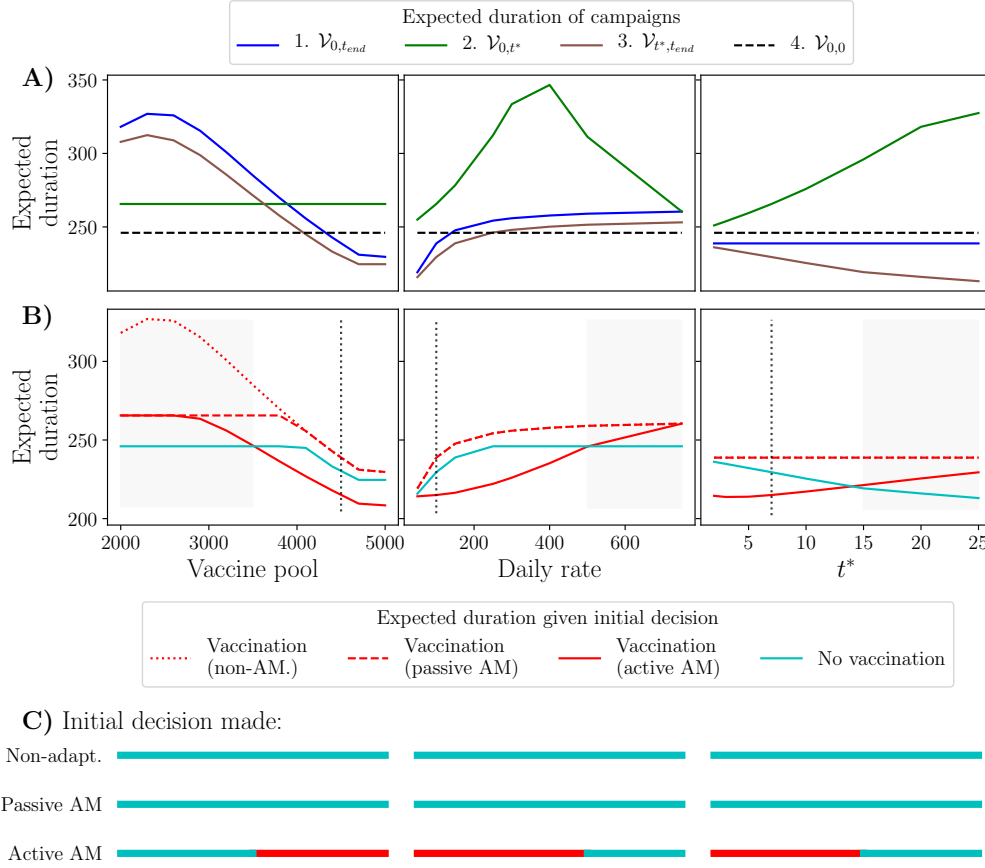 Expected duration of campaigns
1. 𝒱₀,ₜₑₙ𝒹 2. 𝒱₀,ₜ* 3. 𝒱ₜ*,ₜₑₙ𝒹 4. 𝒱₀,₀
A)
350
300
250
Expected
duration
B)
300
250
200
Expected
duration
2000 3000 4000 5000 200 400 600 5 10 15 20 25
Vaccine pool Daily rate t*
Expected duration given initial decision
Vaccination
(non-AM.)
Vaccination
(passive AM)
Vaccination
(active AM)
No vaccination
C) Initial decision made:
Non-adapt.
Passive AM
Active AM